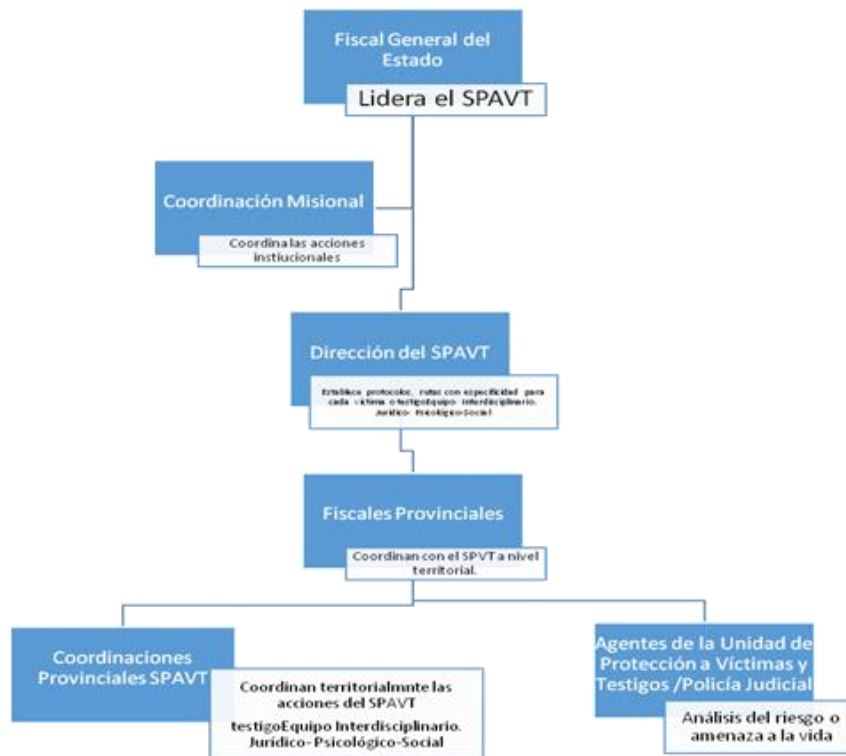 Fiscal General del
Estado
Lidera el SPAVT
Coordinación Misional
Coordina las acciones
instiucionales
Dirección del SPAVT
Establece protocolos, rutas con especificidad para
cada víctima o testigoEquipo Interdisciplinario.
Jurídico- Psicológico-Social
Fiscales Provinciales
Coordinan con el SPVT a nivel
territorial.
Coordinaciones
Provinciales SPAVT
Coordinan territorialmnte las
acciones del SPAVT
testigoEquipo Interdisciplinario.
Jurídico- Psicológico-Social
Agentes de la Unidad de
Protección a Víctimas y
Testigos /Policía Judicial
Análisis del riesgo o
amenaza a la vida